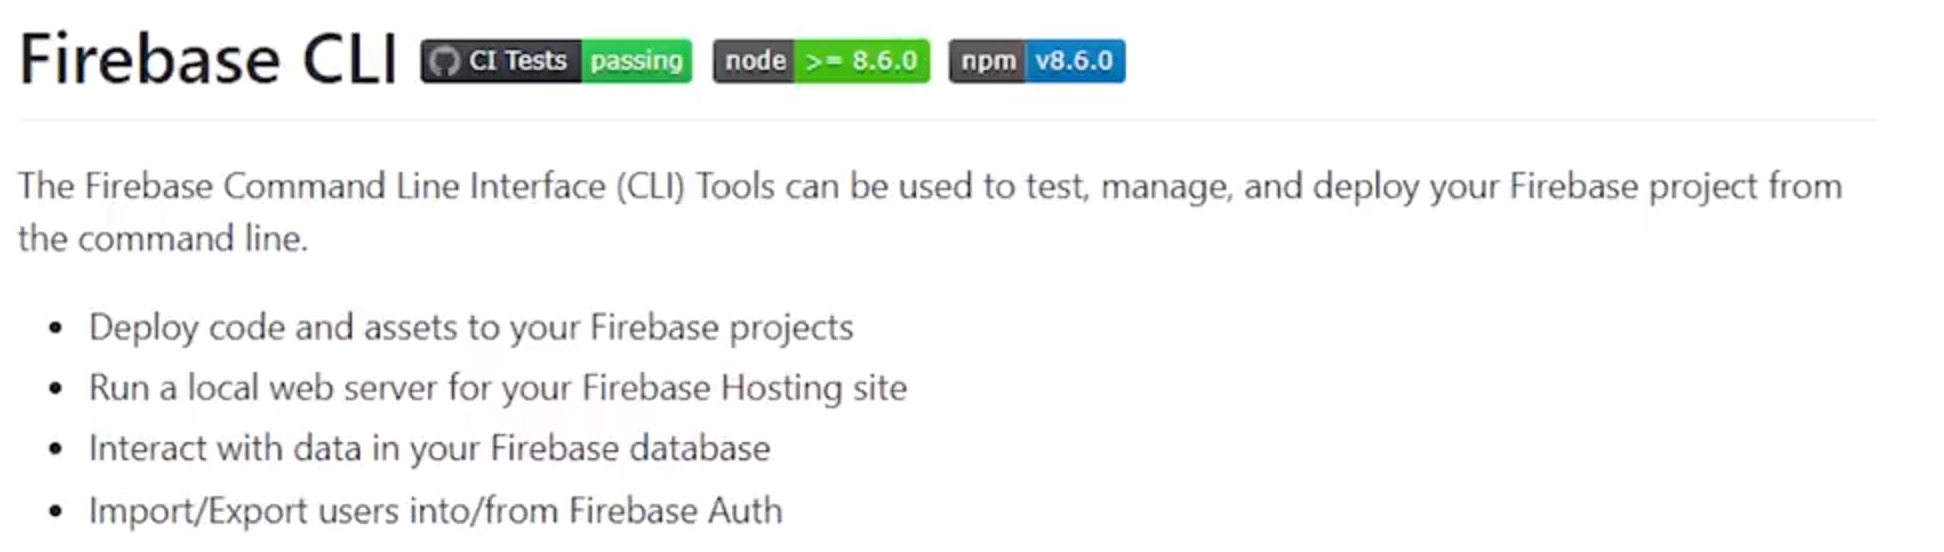 Firebase CLI CI Tests passing node >= 8.6.0 npm v8.6.0
The Firebase Command Line Interface (CLI) Tools can be used to test, manage, and deploy your Firebase project from
the command line.
• Deploy code and assets to your Firebase projects
• Run a local web server for your Firebase Hosting site
• Interact with data in your Firebase database
• Import/Export users into/from Firebase Auth